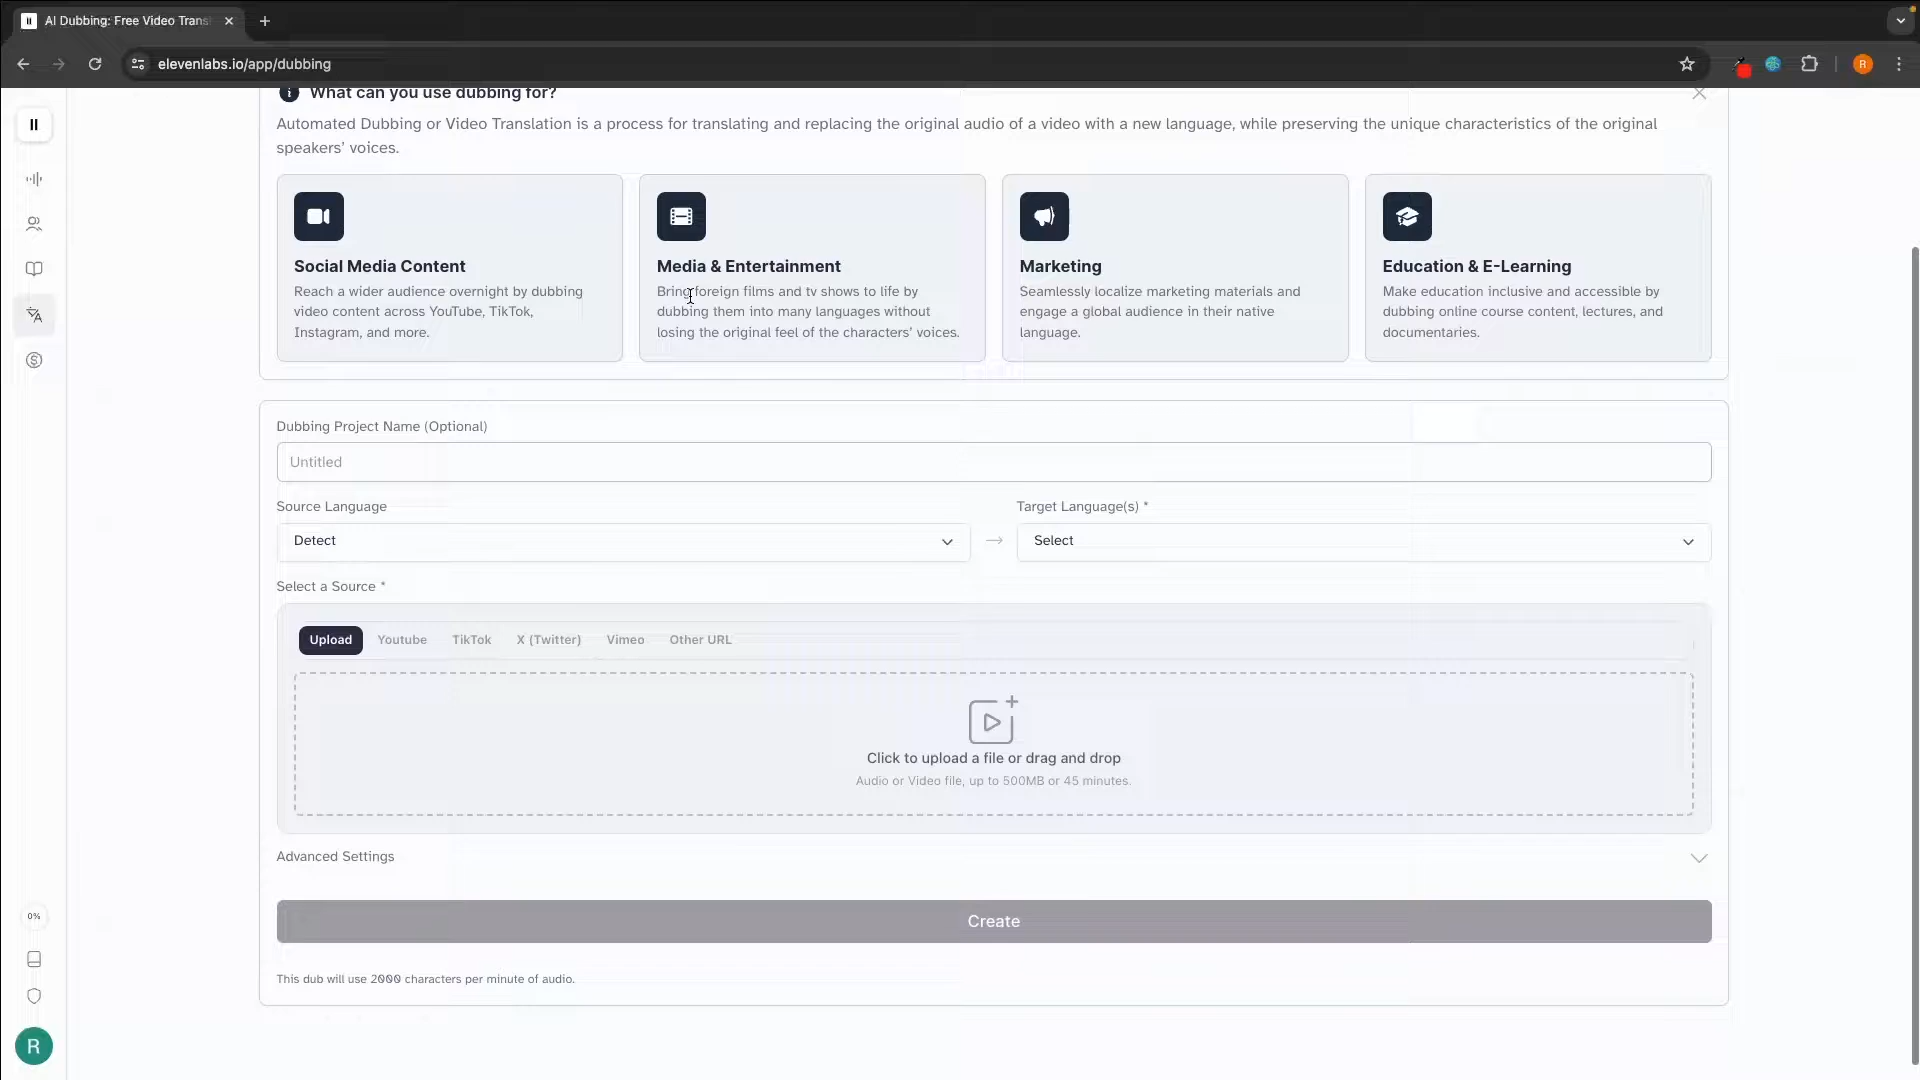 AI Dubbing: Free Video Trans
elevenlabs.io/app/dubbing
R
What can you use dubbing for?
Automated Dubbing or Video Translation is a process for translating and replacing the original audio of a video with a new language, while preserving the unique characteristics of the original
speakers’ voices.
Social Media Content
Reach a wider audience overnight by dubbing
video content across YouTube, TikTok,
Instagram, and more.
Media & Entertainment
Bring foreign films and tv shows to life by
dubbing them into many languages without
losing the original feel of the characters’ voices.
Marketing
Seamlessly localize marketing materials and
engage a global audience in their native
language.
Education & E-Learning
Make education inclusive and accessible by
dubbing online course content, lectures, and
documentaries.
Dubbing Project Name (Optional)
Untitled
Source Language
Target Language(s) *
Detect
Select
Select a Source *
Upload Youtube TikTok X (Twitter) Vimeo Other URL
Click to upload a file or drag and drop
Audio or Video file, up to 500MB or 45 minutes.
Advanced Settings
Create
This dub will use 2000 characters per minute of audio.
0%
R